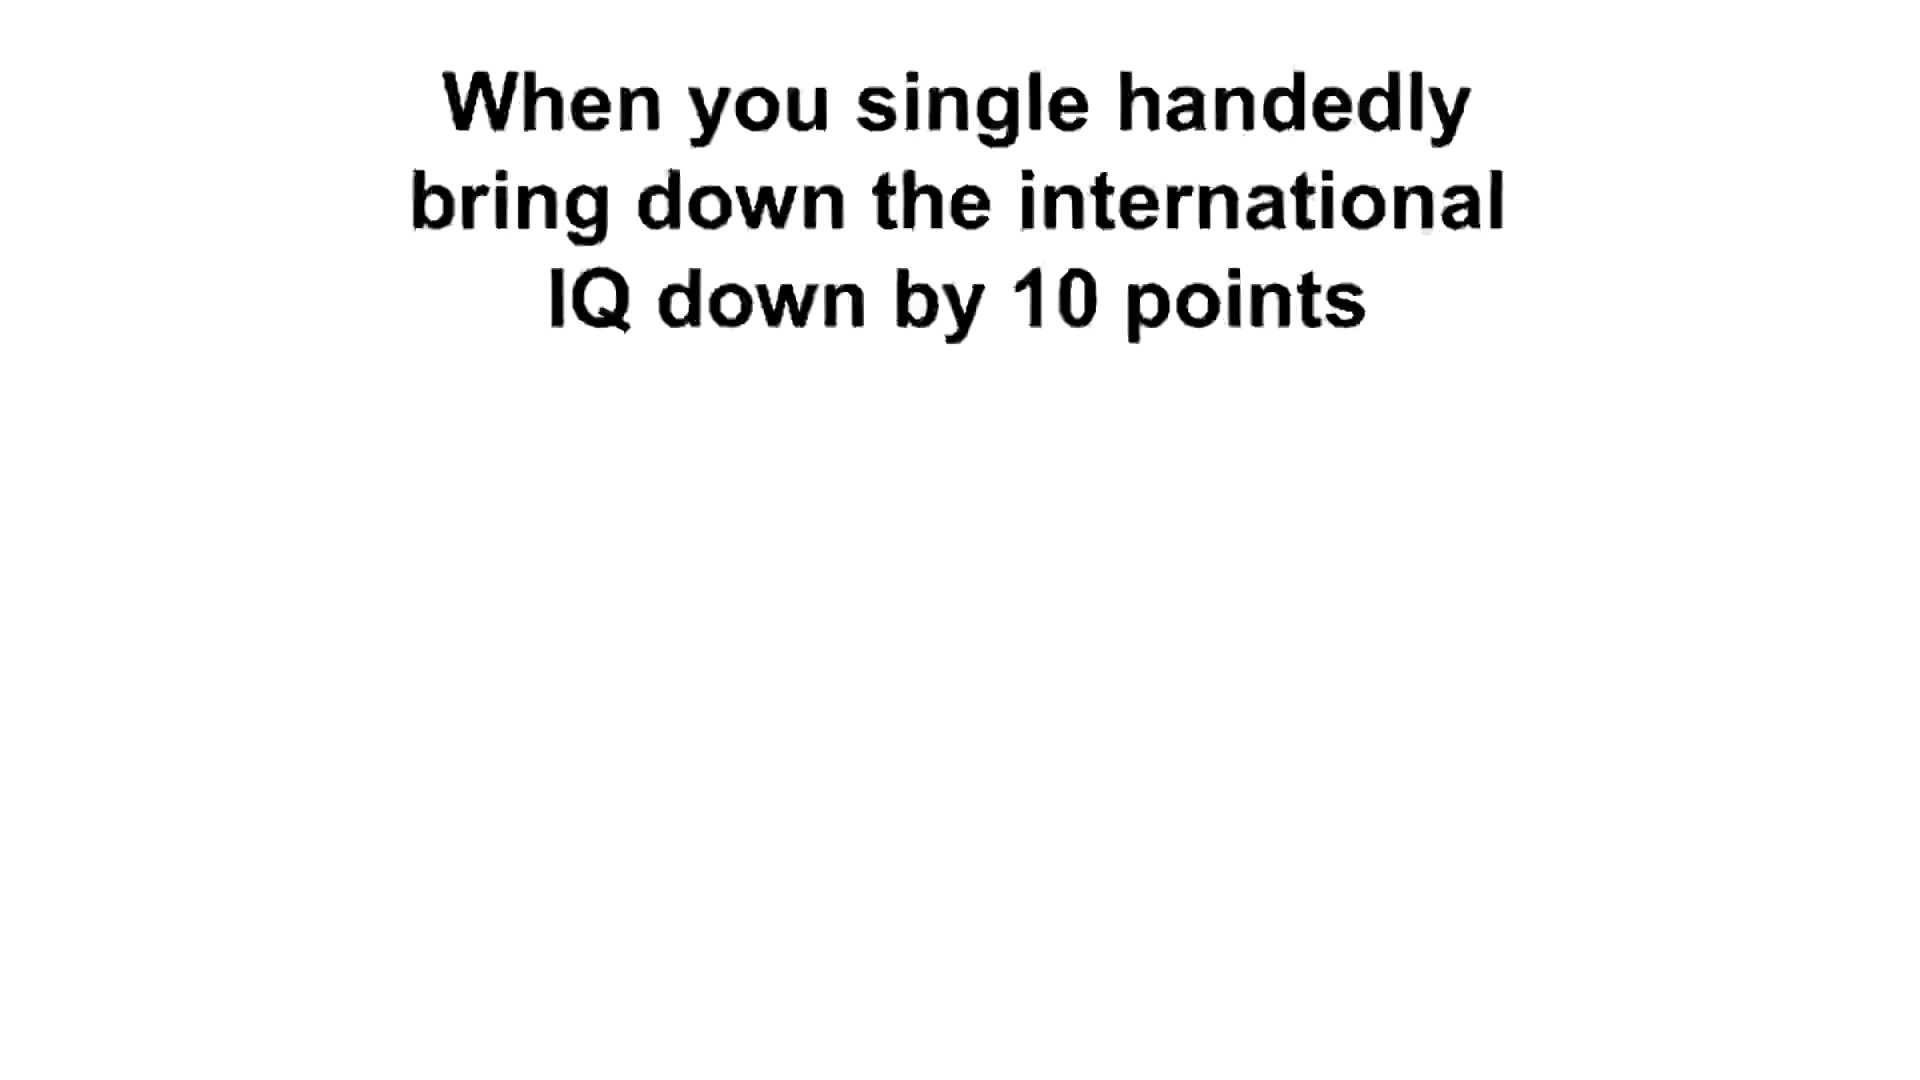 When you single handedly
bring down the international
IQ down by 10 points